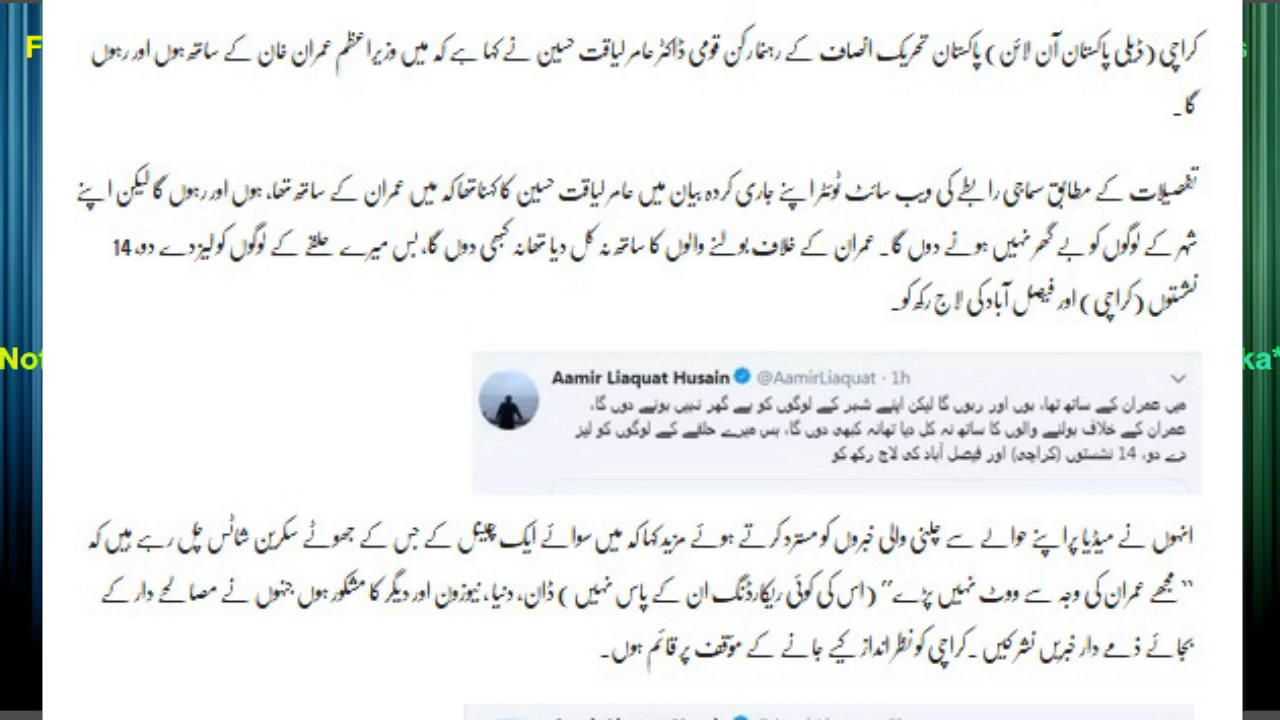 کراچی (ڈیلی پاکستان آن لائن) پاکستان تحریک انصاف کے رہنما رکن قومی ڈاکٹر عامر لیاقت حسین نے کہا ہے کہ میں وزیراعظم عمران خان کے ساتھ ہوں اور رہوں
گا۔
تفصیلات کے مطابق سماجی رابطے کی ویب سائٹ ٹوئٹر اپنے جاری کردہ بیان میں عامر لیاقت حسین کا کہنا تھا کہ میں عمران کے ساتھ تھا، ہوں اور رہوں گا لیکن اپنے
شہر کے لوگوں کو بے گھر نہیں ہونے دوں گا۔ عمران کے خلاف بولنے والوں کا ساتھ نہ کل دیا تھا نہ کبھی دوں گا، بس میرے حلقے کے لوگوں کو لیز دے دو، 14
نشستوں (کراچی) اور فیصل آباد کی لاج رکھ کو۔
Aamir Liaquat Husain @AamirLiaquat · 1h
میں عمران کے ساتھ تھا، ہوں اور رہوں گا لیکن اپنے شہر کے لوگوں کو بے گھر نہیں ہونے دوں گا،
عمران کے خلاف بولنے والوں کا ساتھ نہ کل دیا تھانہ کبھی دوں گا، بس میرے حلقے کے لوگوں کو لیز
دے دو، 14 نشستوں (کراچی) اور فیصل آباد کی لاج رکھ کو
انہوں نے میڈیا پر اپنے حوالے سے چلنی والی خبروں کو مسترد کرتے ہوئے مزید کہا کہ میں سوائے ایک چینل کے جس کے جھوٹے سکرین شاٹس چل رہے ہیں کہ
”مجھے عمران کی وجہ سے ووٹ نہیں پڑے“ (اس کی کوئی ریکارڈنگ ان کے پاس نہیں) ڈان، دنیا، نیوزون اور دیگر کا مشکور ہوں جنہوں نے مصالحے دار کے
بجائے ذمے دار خبریں نشر کیں۔ کراچی کو نظر انداز کیے جانے کے موقف پر قائم ہوں۔